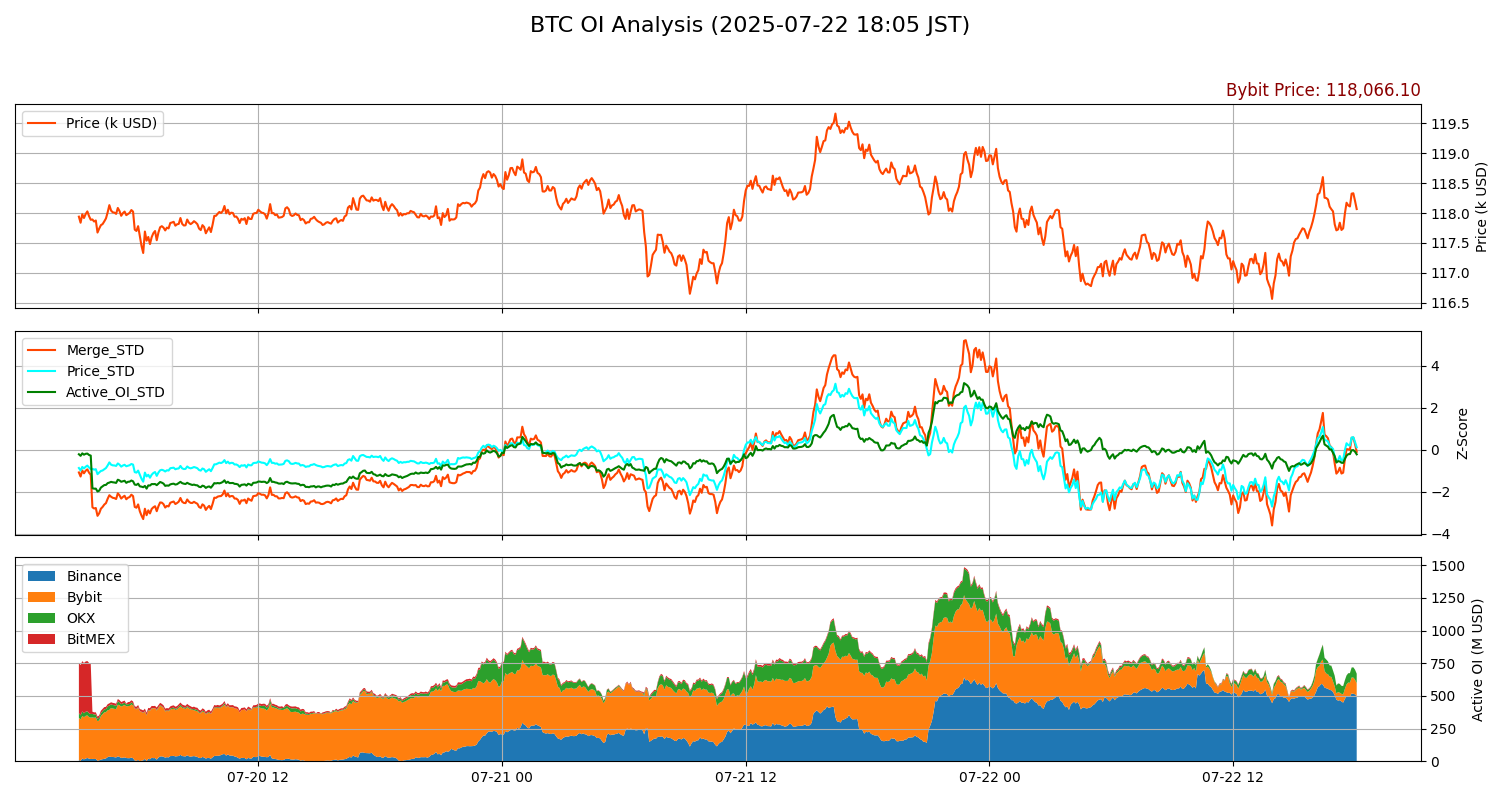 BTC OI Analysis (2025-07-22 18:05 JST)
Bybit Price: 118,066.10
Price (k USD)
119.5
119.0
118.5
118.0
117.5
117.0
116.5
Price (k USD)
Merge_STD
Price_STD
Active_OI_STD
4
2
0
−2
−4
Z-Score
Binance
Bybit
OKX
BitMEX
1500
1250
1000
750
500
250
0
Active OI (M USD)
07-20 12
07-21 00
07-21 12
07-22 00
07-22 12